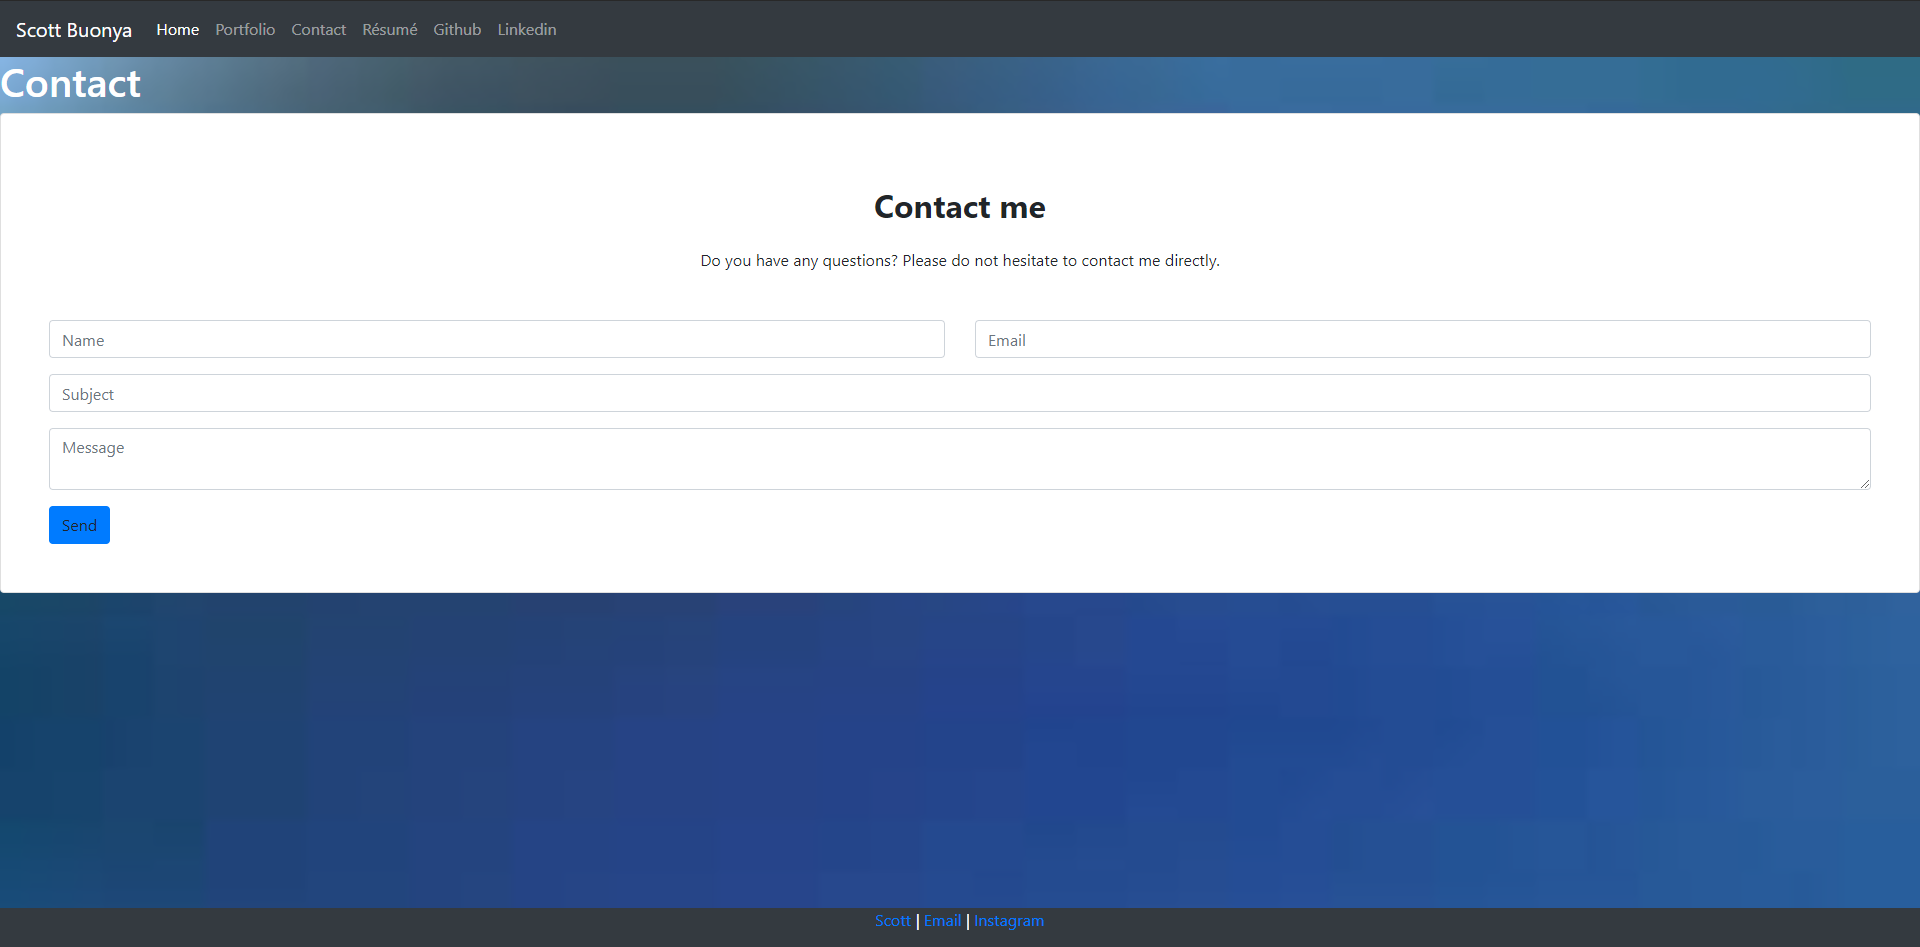 Scott Buonya Home Portfolio Contact Résumé Github Linkedin
Contact
Contact me
Do you have any questions? Please do not hesitate to contact me directly.
Name Email
Subject
Message
Send
Scott | Email | Instagram